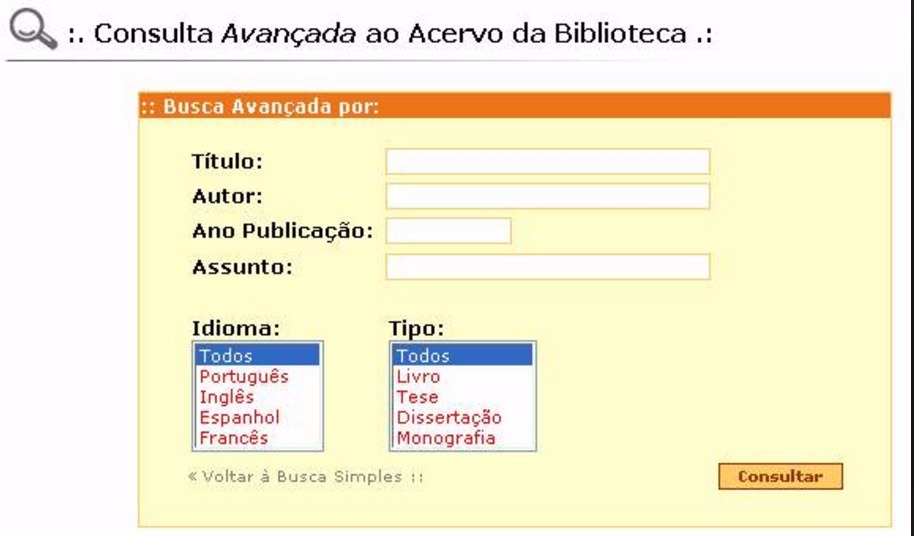 :. Consulta Avançada ao Acervo da Biblioteca .:
:: Busca Avançada por:
Título:
Autor:
Ano Publicação:
Assunto:
Idioma: Tipo:
Todos Todos
Português Livro
Inglês Tese
Espanhol Dissertação
Francês Monografia
« Voltar à Busca Simples :: Consultar